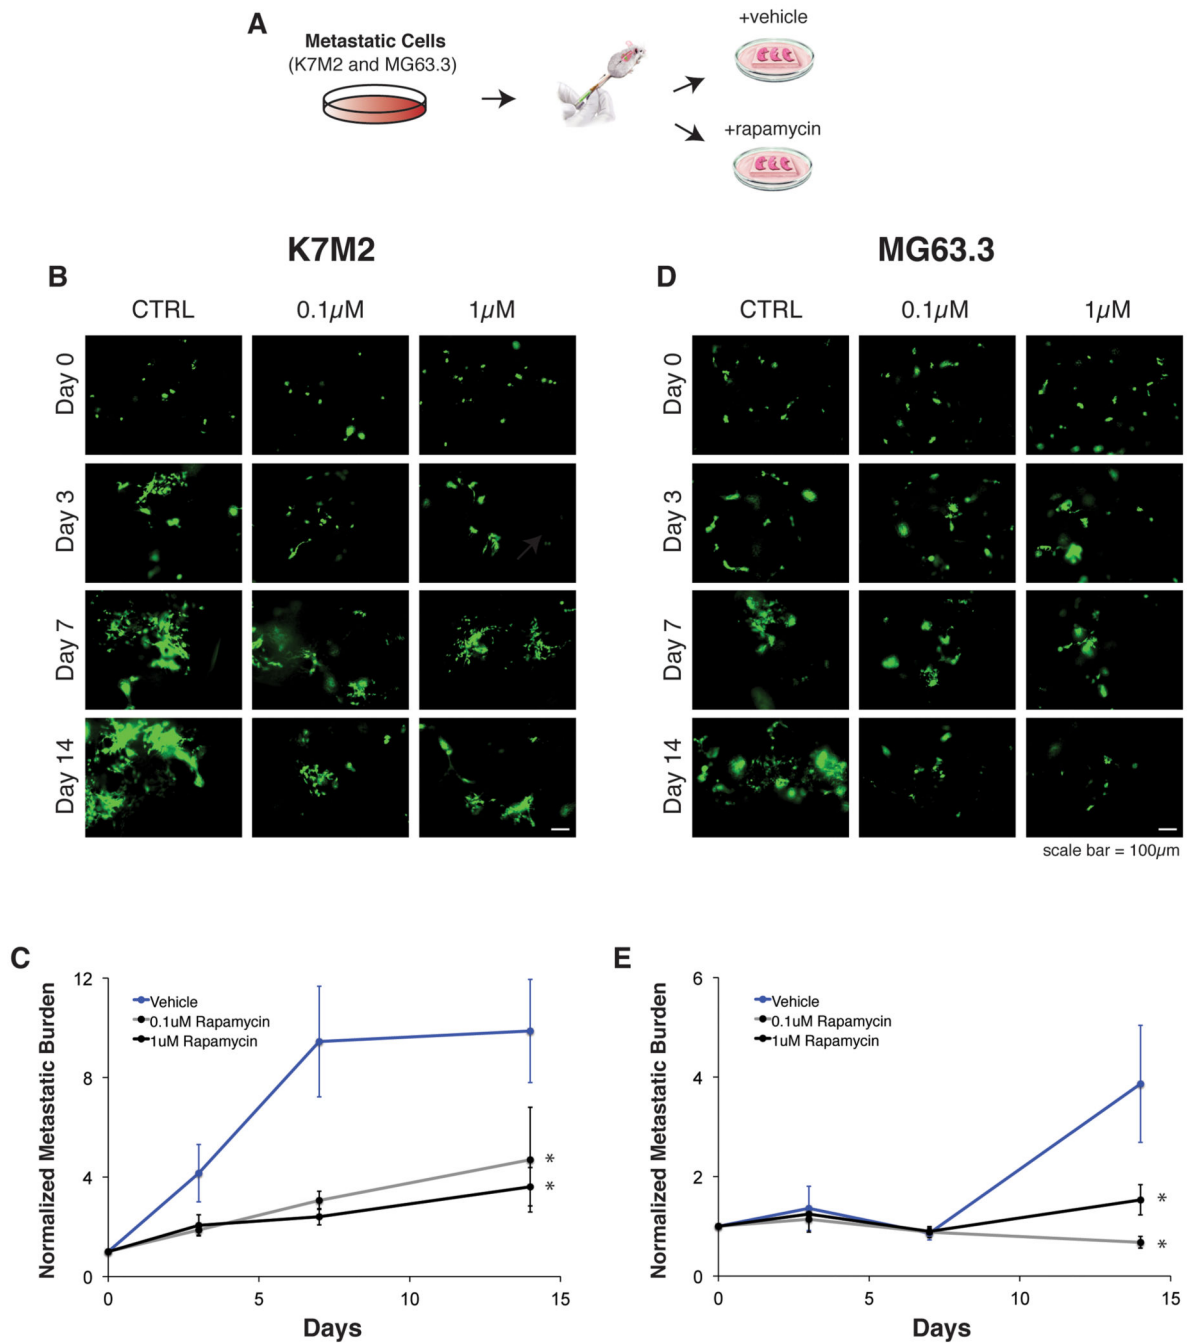 A
Metastatic Cells
(K7M2 and MG63.3)
+vehicle
+rapamycin
K7M2
B
CTRL 0.1µM 1µM
Day 0
Day 3
Day 7
Day 14
MG63.3
D
CTRL 0.1µM 1µM
Day 0
Day 3
Day 7
Day 14
scale bar = 100µm
C
Normalized Metastatic Burden
12
8
4
0
Vehicle
0.1uM Rapamycin
1uM Rapamycin
*
*
0 5 10 15
Days
E
Normalized Metastatic Burden
6
4
2
0
Vehicle
0.1uM Rapamycin
1uM Rapamycin
*
*
0 5 10 15
Days